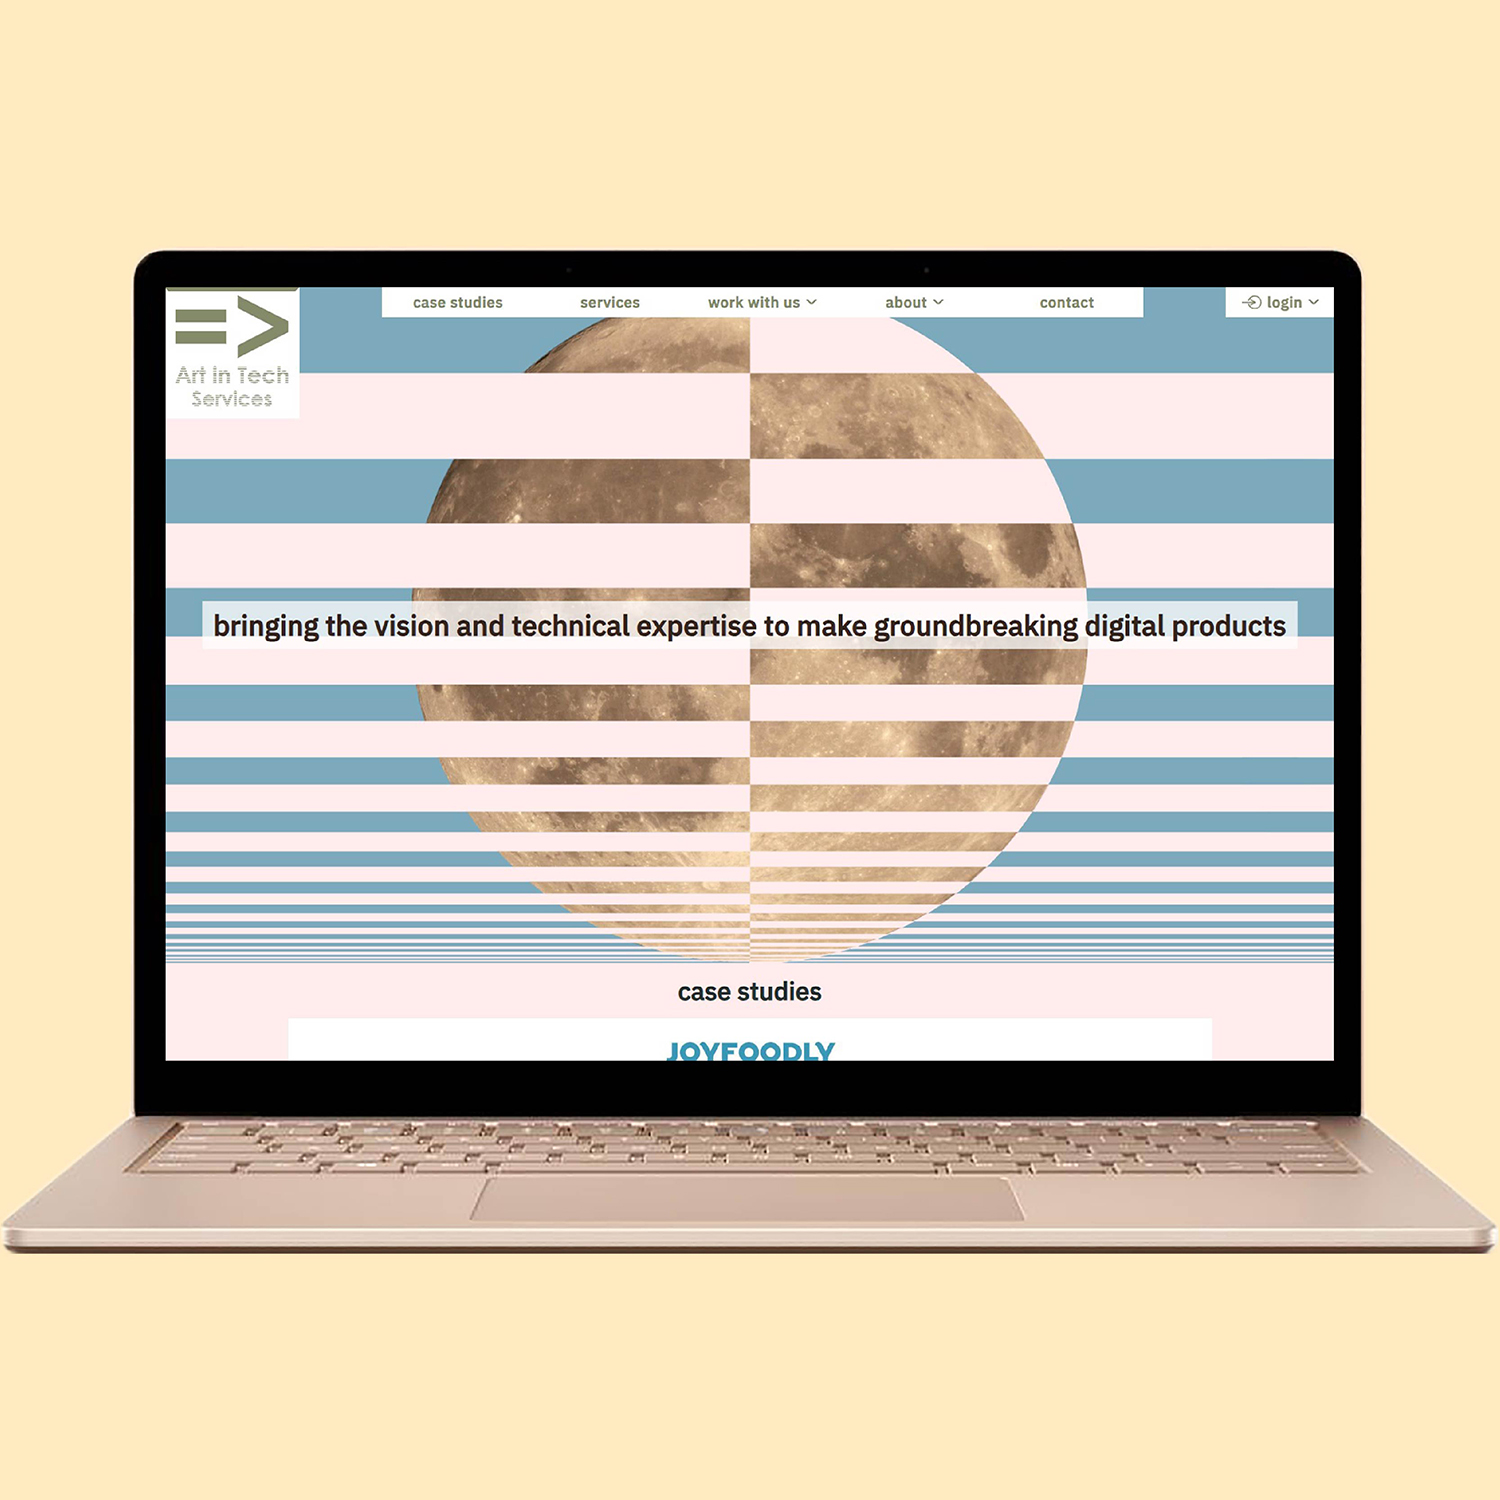 =>
Art in Tech
Services
case studies
services
work with us
about
contact
login
bringing the vision and technical expertise to make groundbreaking digital products
case studies
JOYFOODLY